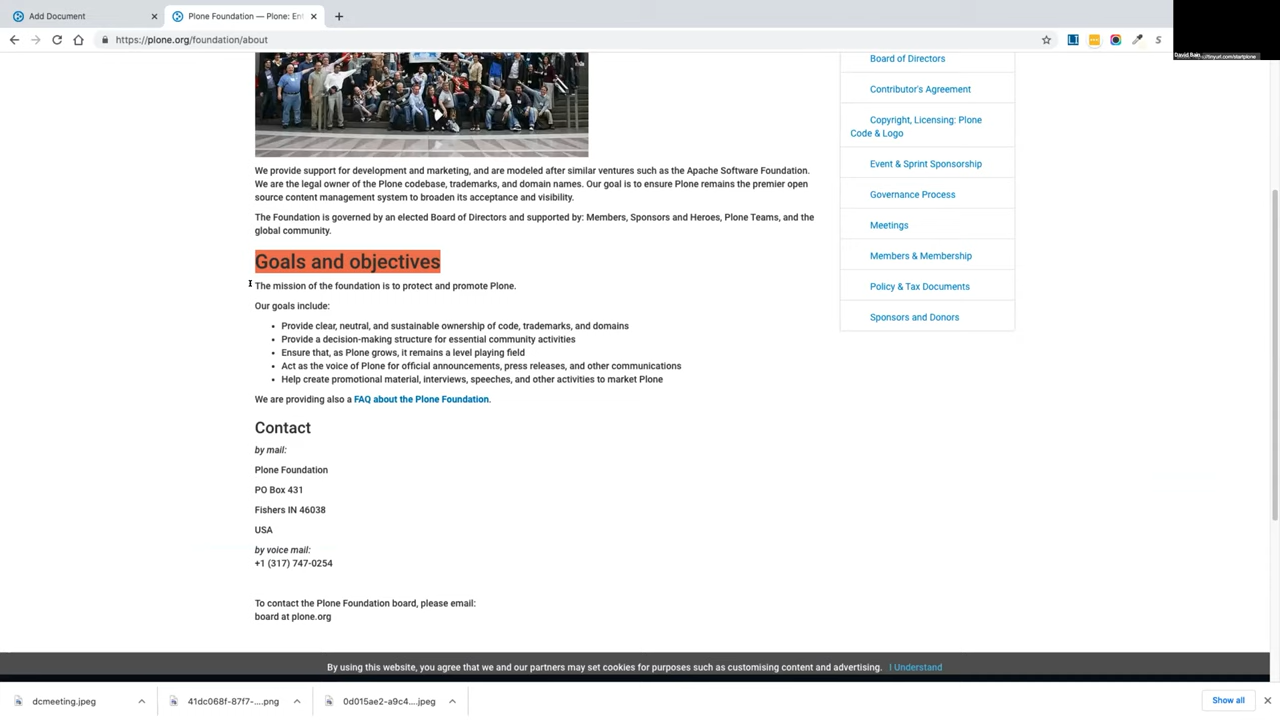 Add Document
Plone Foundation — Plone: Ent
https://plone.org/foundation/about
David Bain
Board of Directors
Contributor's Agreement
Copyright, Licensing: Plone
Code & Logo
Event & Sprint Sponsorship
Governance Process
Meetings
Members & Membership
Policy & Tax Documents
Sponsors and Donors
We provide support for development and marketing, and are modeled after similar ventures such as the Apache Software Foundation.
We are the legal owner of the Plone codebase, trademarks, and domain names. Our goal is to ensure Plone remains the premier open
source content management system to broaden its acceptance and visibility.
The Foundation is governed by an elected Board of Directors and supported by: Members, Sponsors and Heroes, Plone Teams, and the
global community.
Goals and objectives
The mission of the foundation is to protect and promote Plone.
Our goals include:
• Provide clear, neutral, and sustainable ownership of code, trademarks, and domains
• Provide a decision-making structure for essential community activities
• Ensure that, as Plone grows, it remains a level playing field
• Act as the voice of Plone for official announcements, press releases, and other communications
• Help create promotional material, interviews, speeches, and other activities to market Plone
We are providing also a FAQ about the Plone Foundation.
Contact
by mail:
Plone Foundation
PO Box 431
Fishers IN 46038
USA
by voice mail:
+1 (317) 747-0254
To contact the Plone Foundation board, please email:
board at plone.org
By using this website, you agree that we and our partners may set cookies for purposes such as customising content and advertising. I Understand
dcmeeting.jpeg
41dc068f-87f7-....png
0d015ae2-a9c4....jpeg
Show all